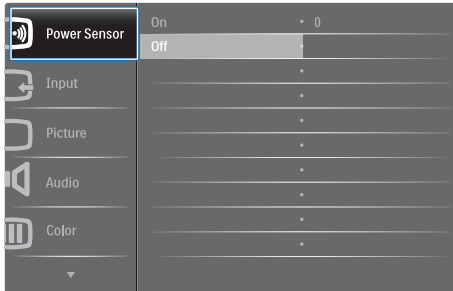 Power Sensor
On • 0
Off •
Input
Picture
Audio
Color